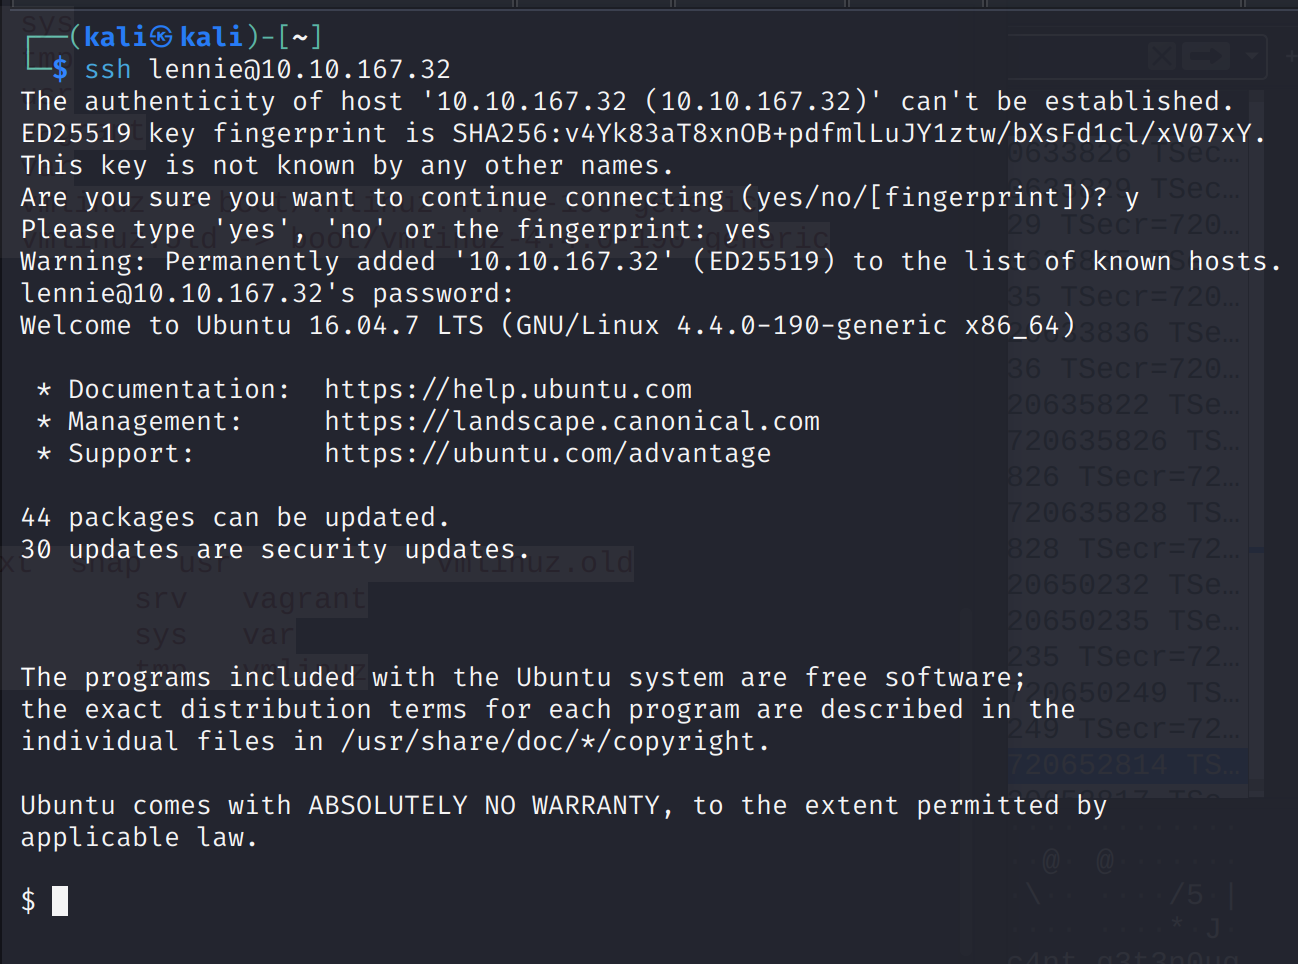 ┌──(kali㉿kali)-[~]
└─$ ssh lennie@10.10.167.32
The authenticity of host '10.10.167.32 (10.10.167.32)' can't be established.
ED25519 key fingerprint is SHA256:v4Yk83aT8xnOB+pdfmlLuJY1ztw/bXsFd1cl/xV07xY.
This key is not known by any other names.
Are you sure you want to continue connecting (yes/no/[fingerprint])? y
Please type 'yes', 'no' or the fingerprint: yes
Warning: Permanently added '10.10.167.32' (ED25519) to the list of known hosts.
lennie@10.10.167.32's password:
Welcome to Ubuntu 16.04.7 LTS (GNU/Linux 4.4.0-190-generic x86_64)

 * Documentation:  https://help.ubuntu.com
 * Management:     https://landscape.canonical.com
 * Support:        https://ubuntu.com/advantage

44 packages can be updated.
30 updates are security updates.

The programs included with the Ubuntu system are free software;
the exact distribution terms for each program are described in the
individual files in /usr/share/doc/*/copyright.

Ubuntu comes with ABSOLUTELY NO WARRANTY, to the extent permitted by
applicable law.

$